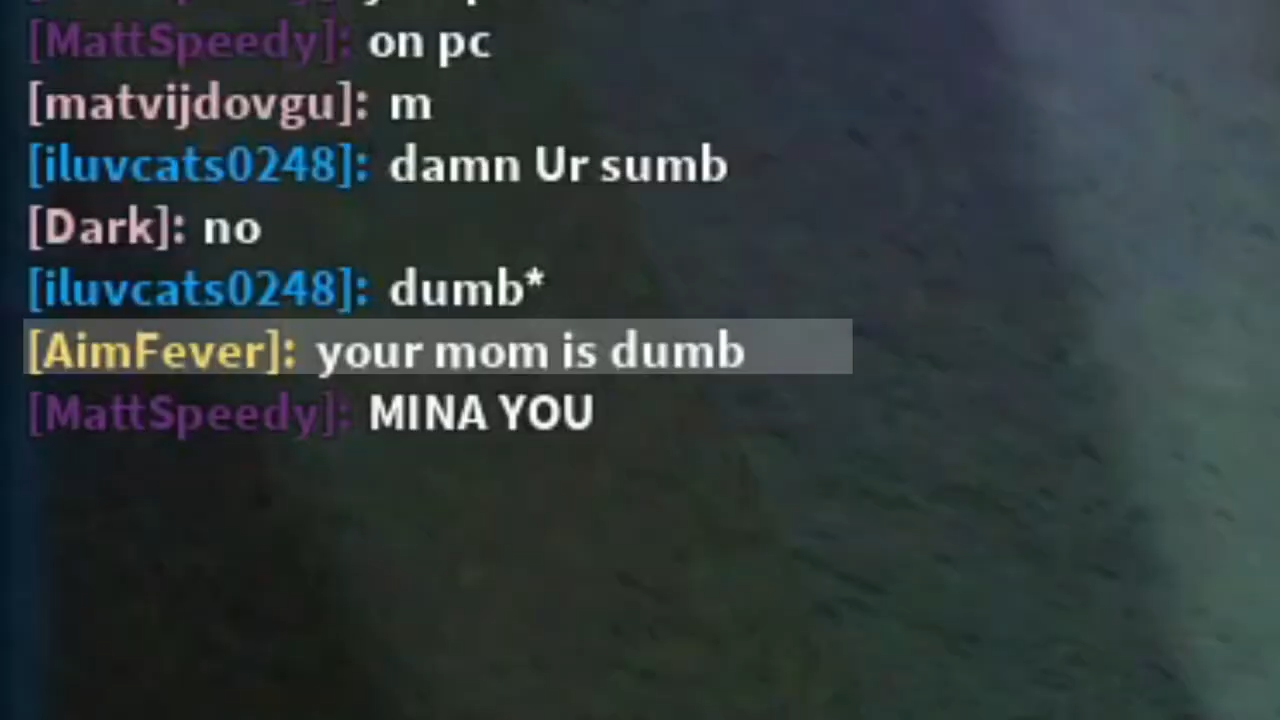 [MattSpeedy]: on pc
[matvijdovgu]: m
[iluvcats0248]: damn Ur sumb
[Dark]: no
[iluvcats0248]: dumb*
[AimFever]: your mom is dumb
[MattSpeedy]: MINA YOU